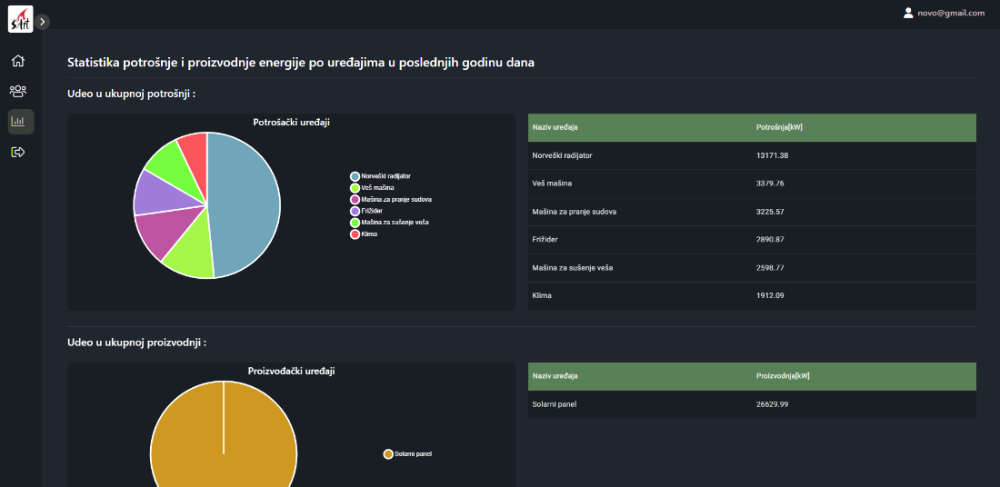 sArt
novo@gmail.com
Statistika potrošnje i proizvodnje energije po uređajima u poslednjih godinu dana
Udeo u ukupnoj potrošnji :
Potrošački uređaji
Norveški radijator
Veš mašina
Mašina za pranje sudova
Frižider
Mašina za sušenje veša
Klima
Naziv uređaja Potrošnja[kW]
Norveški radijator 13171.38
Veš mašina 3379.76
Mašina za pranje sudova 3225.57
Frižider 2890.87
Mašina za sušenje veša 2598.77
Klima 1912.09
Udeo u ukupnoj proizvodnji :
Proizvođački uređaji
Solarni panel
Naziv uređaja Proizvodnja[kW]
Solarni panel 26629.99